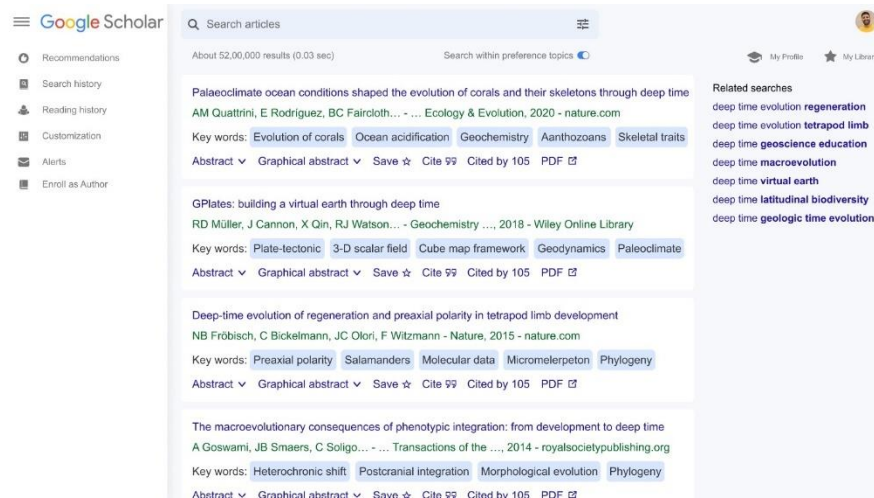 Google Scholar
Search articles
My Profile
My Librar
Recommendations
Search history
Reading history
Customization
Alerts
Enroll as Author
About 52,00,000 results (0.03 sec)
Search within preference topics
Palaeoclimate ocean conditions shaped the evolution of corals and their skeletons through deep time
AM Quattrini, E Rodríguez, BC Faircloth… - … Ecology & Evolution, 2020 - nature.com
Key words: Evolution of corals Ocean acidification Geochemistry Aanthozoans Skeletal traits
Abstract Graphical abstract Save Cite Cited by 105 PDF
GPlates: building a virtual earth through deep time
RD Müller, J Cannon, X Qin, RJ Watson… - Geochemistry …, 2018 - Wiley Online Library
Key words: Plate-tectonic 3-D scalar field Cube map framework Geodynamics Paleoclimate
Abstract Graphical abstract Save Cite Cited by 105 PDF
Deep-time evolution of regeneration and preaxial polarity in tetrapod limb development
NB Fröbisch, C Bickelmann, JC Olori, F Witzmann - Nature, 2015 - nature.com
Key words: Preaxial polarity Salamanders Molecular data Micromelerpeton Phylogeny
Abstract Graphical abstract Save Cite Cited by 105 PDF
The macroevolutionary consequences of phenotypic integration: from development to deep time
A Goswami, JB Smaers, C Soligo… - … Transactions of the …, 2014 - royalsocietypublishing.org
Key words: Heterochronic shift Postcranial integration Morphological evolution Phylogeny
Abstract Graphical abstract Save Cite Cited by 105 PDF
Related searches
deep time evolution regeneration
deep time evolution tetrapod limb
deep time geoscience education
deep time macroevolution
deep time virtual earth
deep time latitudinal biodiversity
deep time geologic time evolution